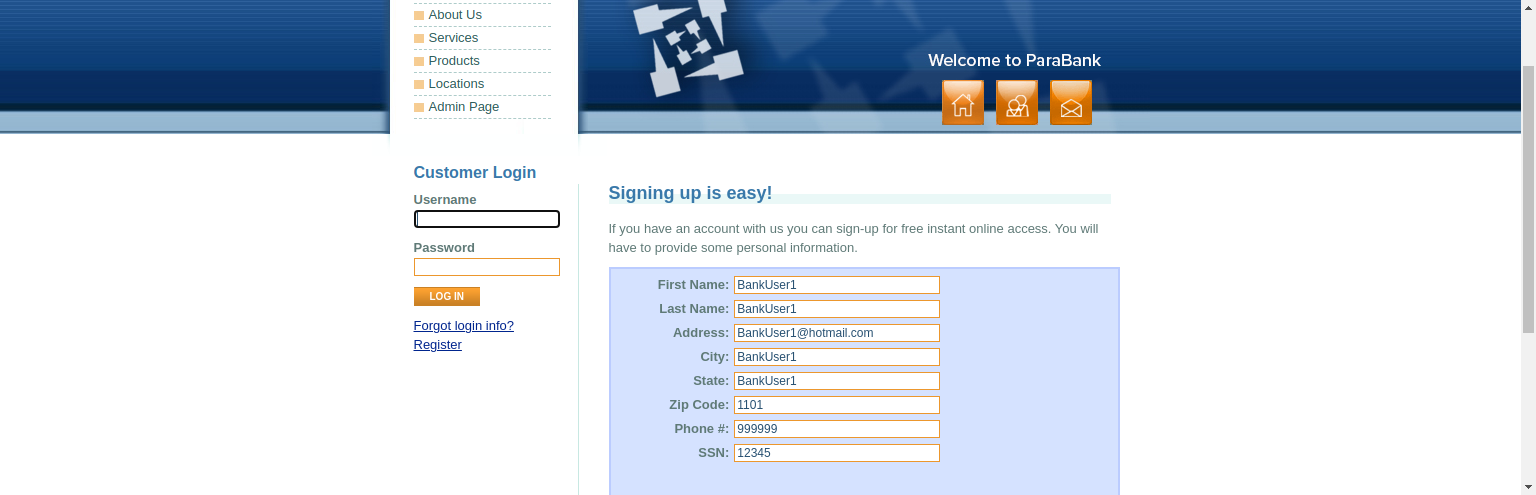 About Us
Services
Products
Locations
Admin Page
Welcome to ParaBank
Customer Login
Username
Password
LOG IN
Forgot login info?
Register
Signing up is easy!
If you have an account with us you can sign-up for free instant online access. You will
have to provide some personal information.
First Name: BankUser1
Last Name: BankUser1
Address: BankUser1@hotmail.com
City: BankUser1
State: BankUser1
Zip Code: 1101
Phone #: 999999
SSN: 12345